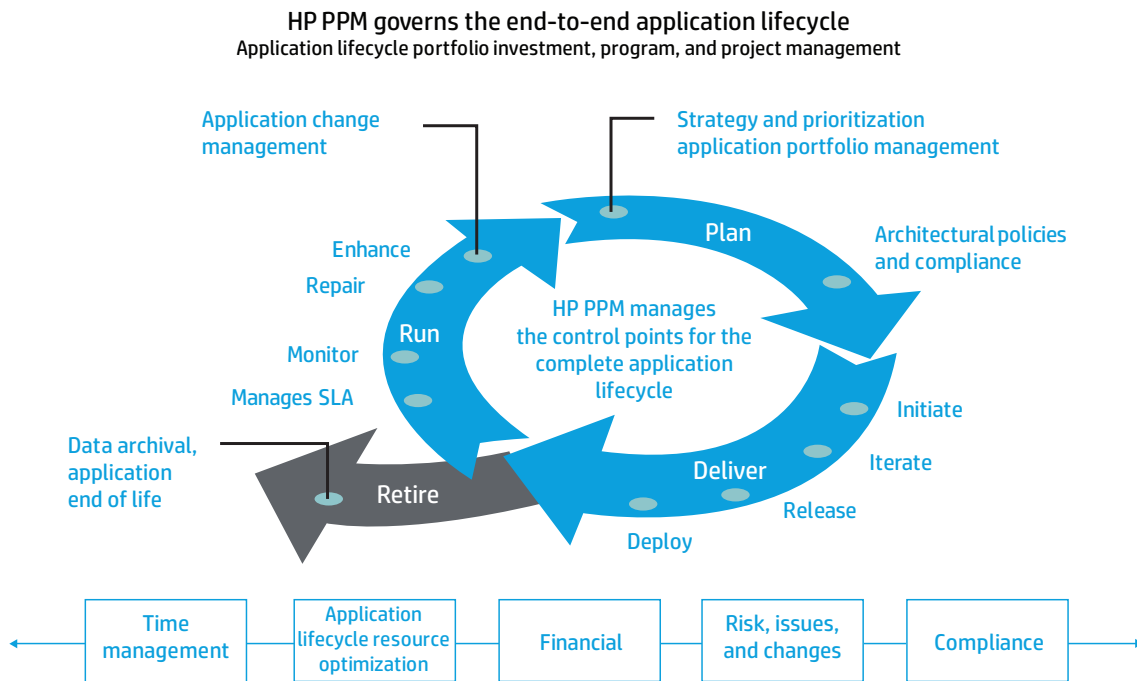 HP PPM governs the end-to-end application lifecycle
Application lifecycle portfolio investment, program, and project management
Application change
management
Strategy and prioritization
application portfolio management
Plan
Architectural policies
and compliance
Enhance
Repair
Run
Monitor
Manages SLA
HP PPM manages
the control points for the
complete application
lifecycle
Initiate
Iterate
Deliver
Release
Deploy
Data archival,
application
end of life
Retire
Time
management
Application
lifecycle resource
optimization
Financial
Risk, issues,
and changes
Compliance